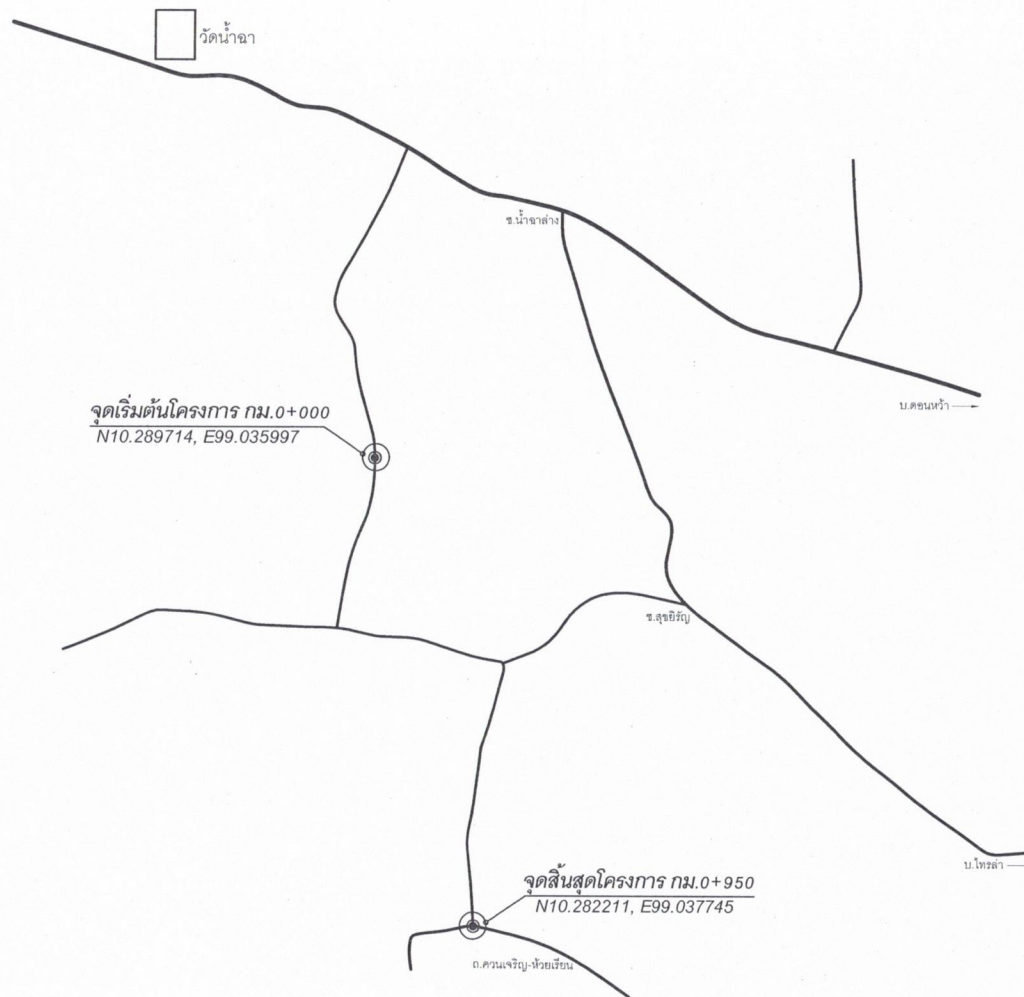 วัดน้ำฉา
ซ.น้ำฉาล่าง
บ.ดอนหว้า
จุดเริ่มต้นโครงการ กม.0+000
N10.289714, E99.035997
ซ.สุขยิรัญ
บ.ไทรล่า
จุดสิ้นสุดโครงการ กม.0+950
N10.282211, E99.037745
ถ.ควนเจริญ-ห้วยเรียน